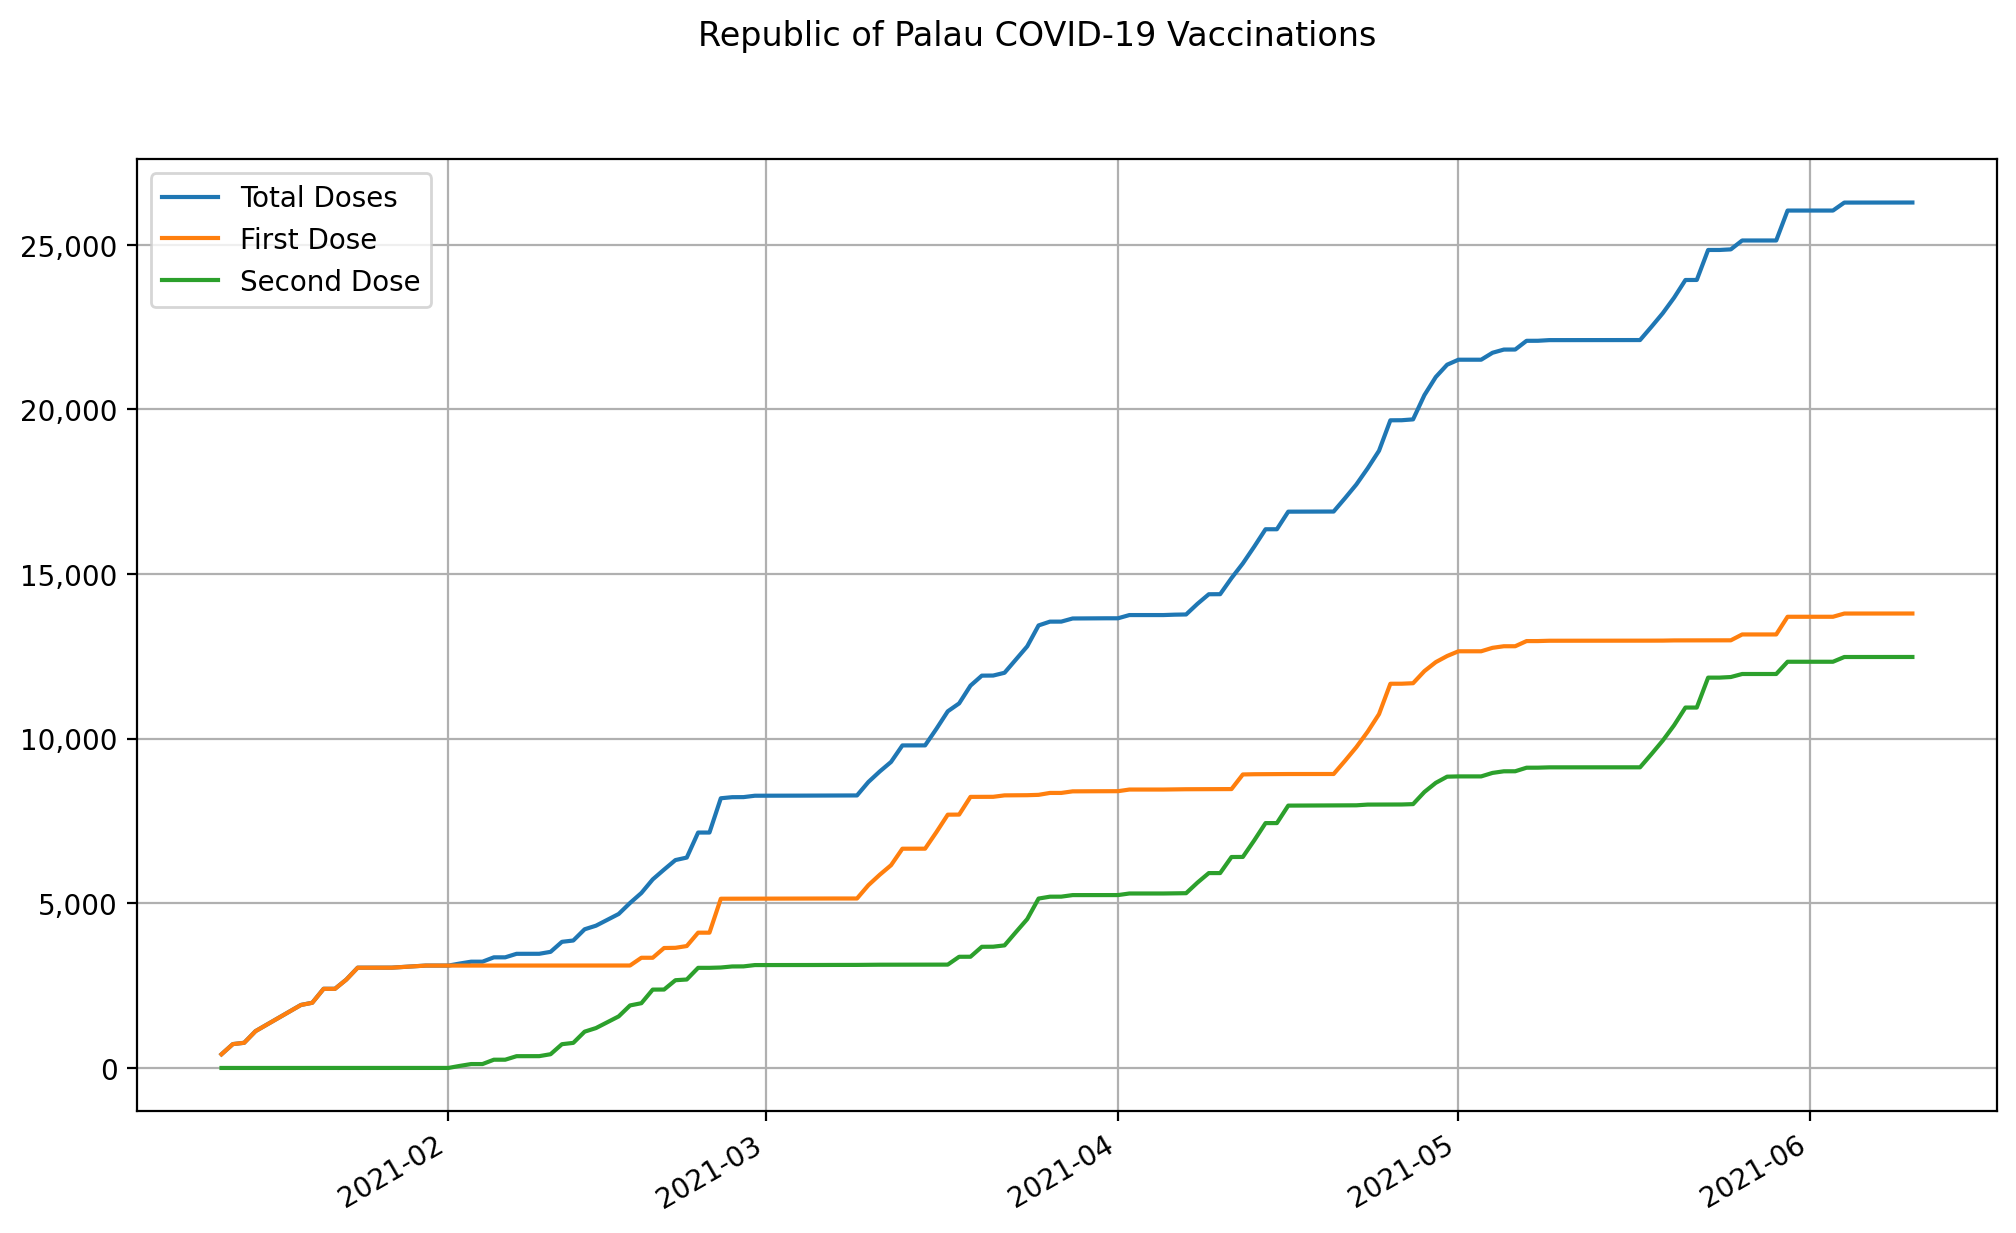 Republic of Palau COVID-19 Vaccinations
Total Doses
First Dose
Second Dose
25,000
20,000
15,000
10,000
5,000
0
2021-02
2021-03
2021-04
2021-05
2021-06